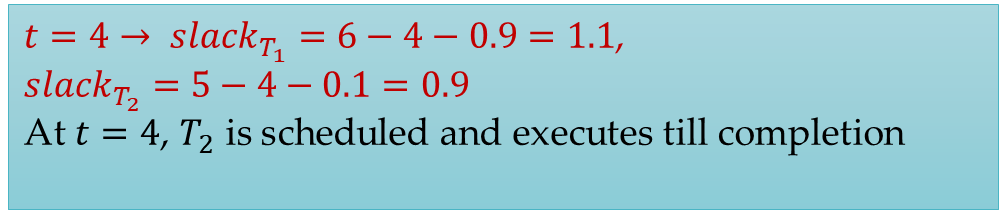 t = 4 → slack_{T_1} = 6 − 4 − 0.9 = 1.1,
slack_{T_2} = 5 − 4 − 0.1 = 0.9
At t = 4, T_2 is scheduled and executes till completion